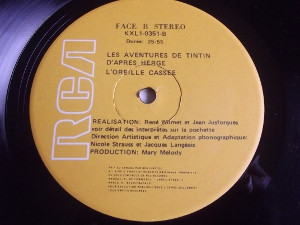 FACE B STEREO
KXL1-0351-B
Durée: 25:55
LES AVENTURES DE TINTIN
D'APRES HERGE
L'OREILLE CASSEE
RCA
REALISATION: René Wilmet et Jean Jusforgues
voir détail des interprètes sur la pochette
Direction Artistique et Adaptation phonographique:
Nicole Strauss et Jacques Langeais
PRODUCTION: Mary Melody